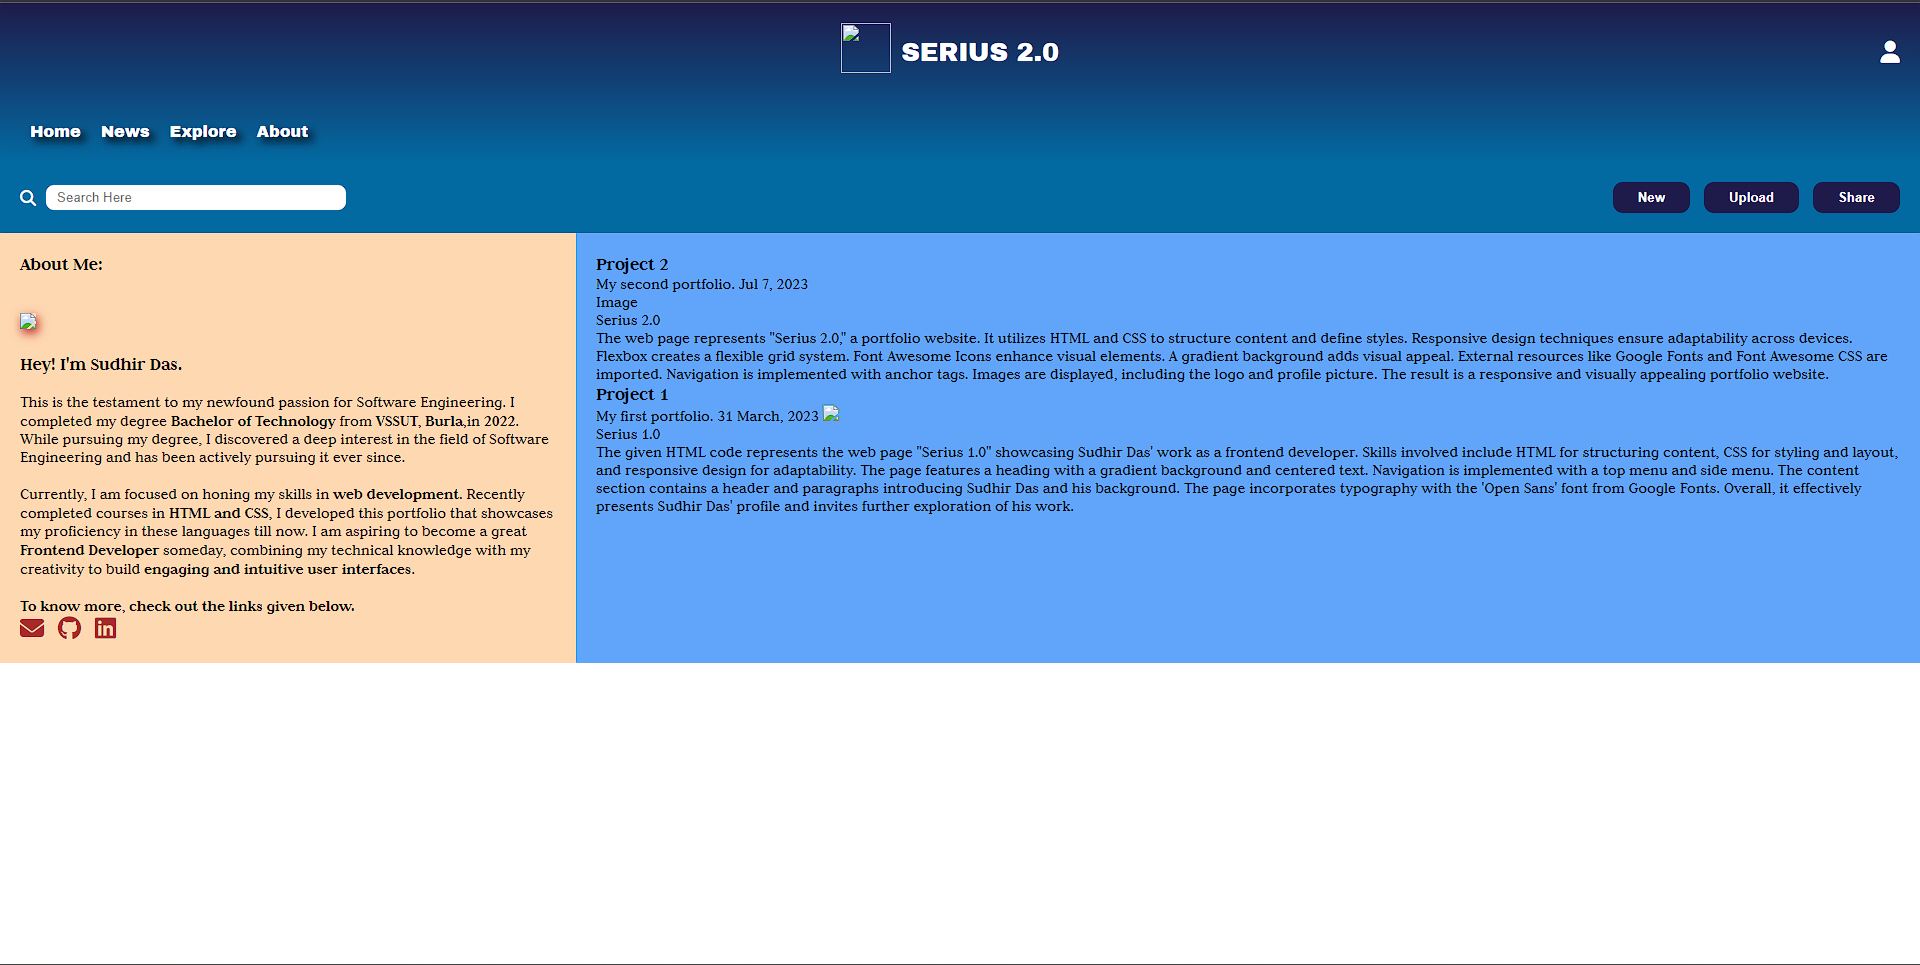 SERIUS 2.0
Home News Explore About
Search Here
New Upload Share
About Me:
Hey! I'm Sudhir Das.
This is the testament to my newfound passion for Software Engineering. I
completed my degree Bachelor of Technology from VSSUT, Burla,in 2022.
While pursuing my degree, I discovered a deep interest in the field of Software
Engineering and has been actively pursuing it ever since.
Currently, I am focused on honing my skills in web development. Recently
completed courses in HTML and CSS, I developed this portfolio that showcases
my proficiency in these languages till now. I am aspiring to become a great
Frontend Developer someday, combining my technical knowledge with my
creativity to build engaging and intuitive user interfaces.
To know more, check out the links given below.
Project 2
My second portfolio. Jul 7, 2023
Image
Serius 2.0
The web page represents "Serius 2.0," a portfolio website. It utilizes HTML and CSS to structure content and define styles. Responsive design techniques ensure adaptability across devices.
Flexbox creates a flexible grid system. Font Awesome Icons enhance visual elements. A gradient background adds visual appeal. External resources like Google Fonts and Font Awesome CSS are
imported. Navigation is implemented with anchor tags. Images are displayed, including the logo and profile picture. The result is a responsive and visually appealing portfolio website.
Project 1
My first portfolio. 31 March, 2023
Serius 1.0
The given HTML code represents the web page "Serius 1.0" showcasing Sudhir Das' work as a frontend developer. Skills involved include HTML for structuring content, CSS for styling and layout,
and responsive design for adaptability. The page features a heading with a gradient background and centered text. Navigation is implemented with a top menu and side menu. The content
section contains a header and paragraphs introducing Sudhir Das and his background. The page incorporates typography with the 'Open Sans' font from Google Fonts. Overall, it effectively
presents Sudhir Das' profile and invites further exploration of his work.